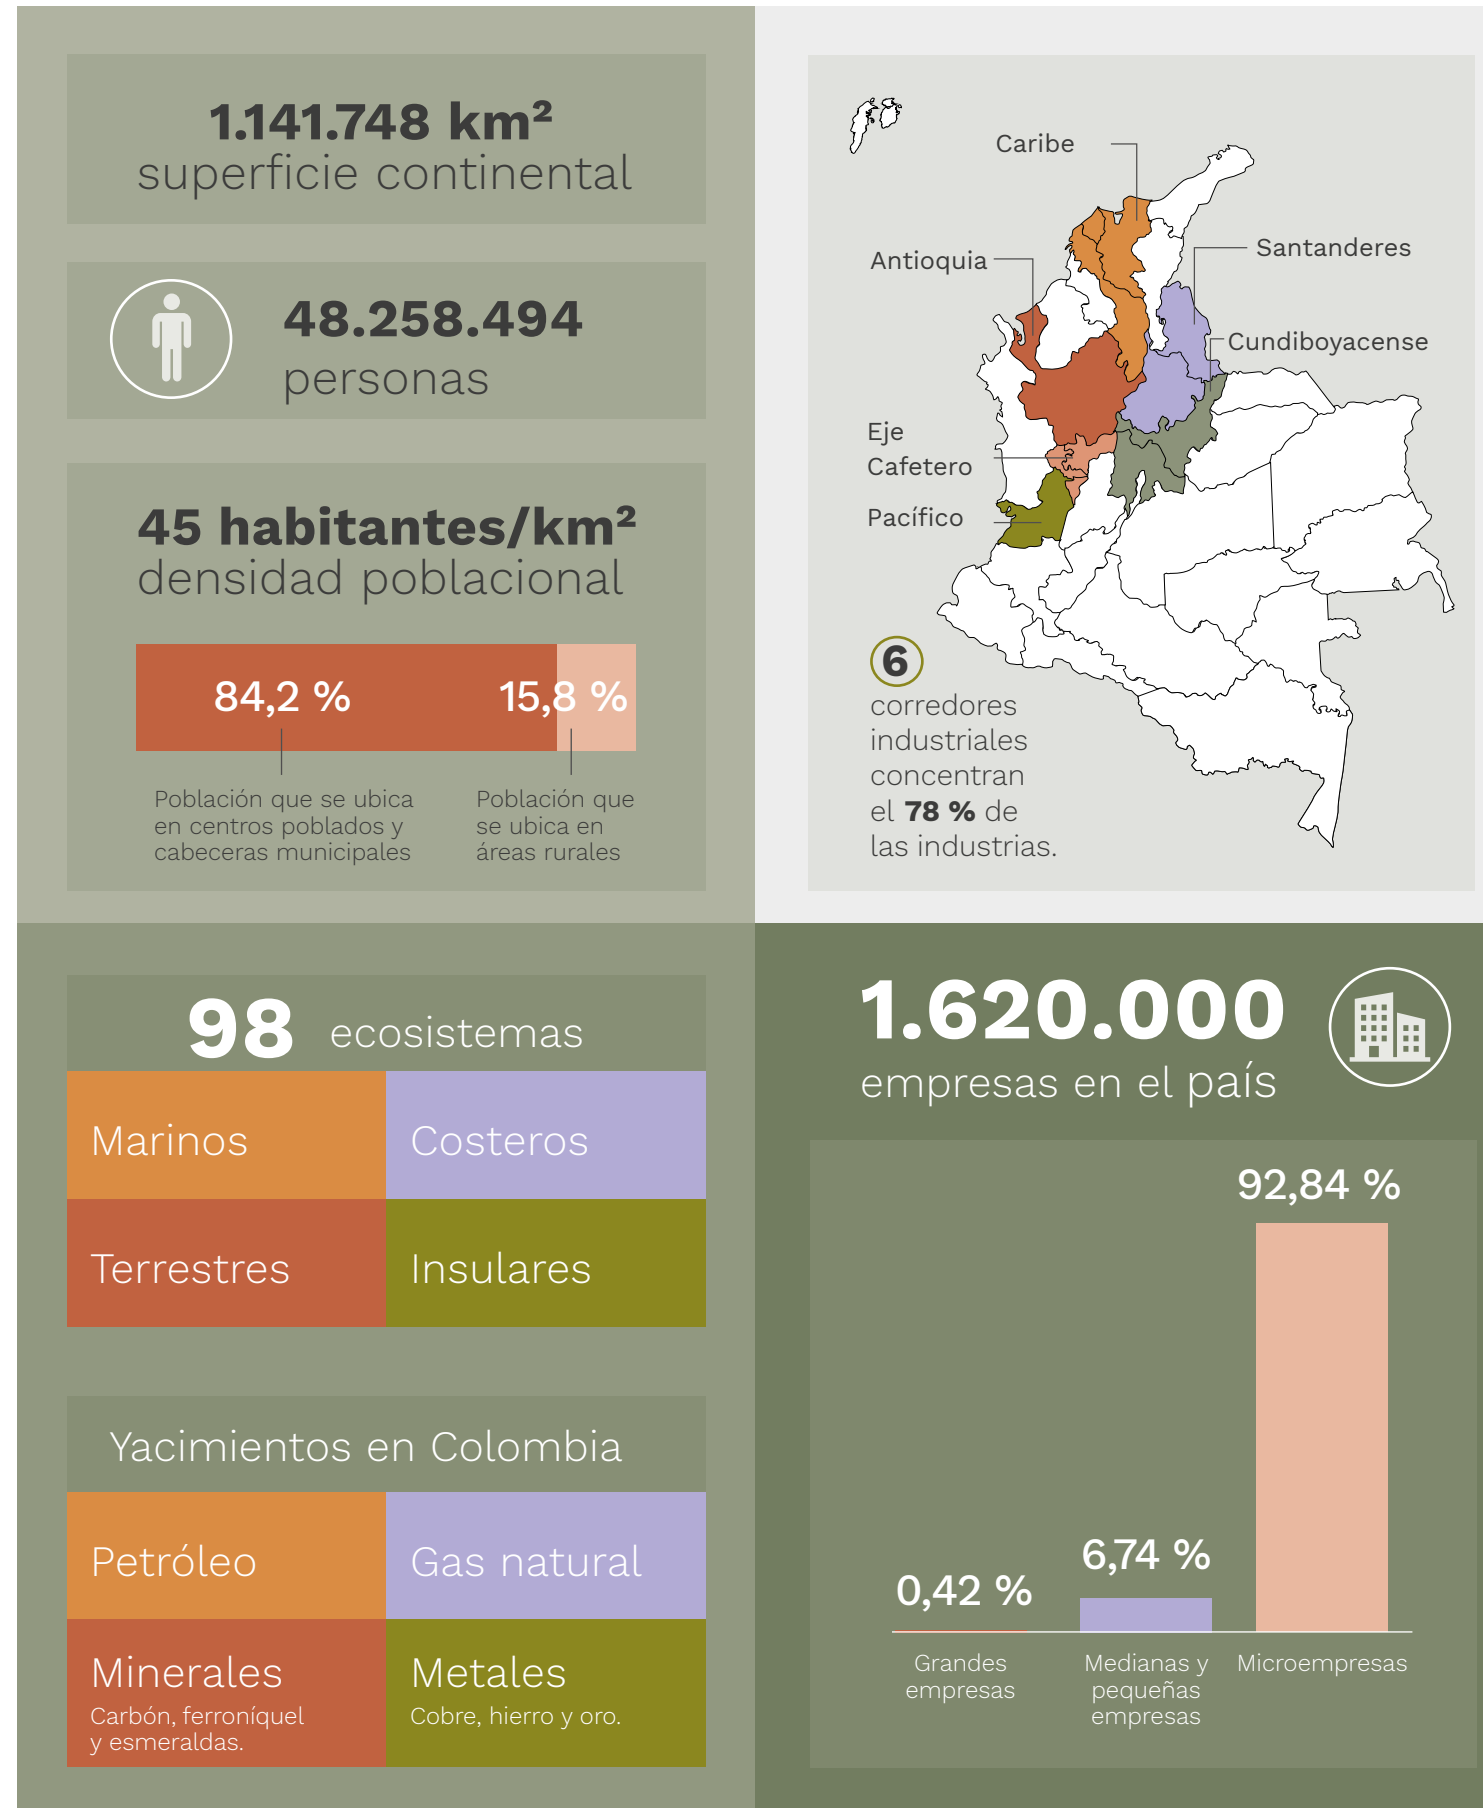 1.141.748 km²
superficie continental
48.258.494
personas
45 habitantes/km²
densidad poblacional
84,2 %
15,8 %
Población que se ubica
en centros poblados y
cabeceras municipales
Población que
se ubica en
áreas rurales
Caribe
Antioquia
Santanderes
Cundiboyacense
Eje
Cafetero
Pacífico
6
corredores
industriales
concentran
el 78 % de
las industrias.
98 ecosistemas
Marinos
Costeros
Terrestres
Insulares
Yacimientos en Colombia
Petróleo
Gas natural
Minerales
Carbón, ferroníquel
y esmeraldas.
Metales
Cobre, hierro y oro.
1.620.000
empresas en el país
0,42 %
6,74 %
92,84 %
Grandes
empresas
Medianas y
pequeñas
empresas
Microempresas